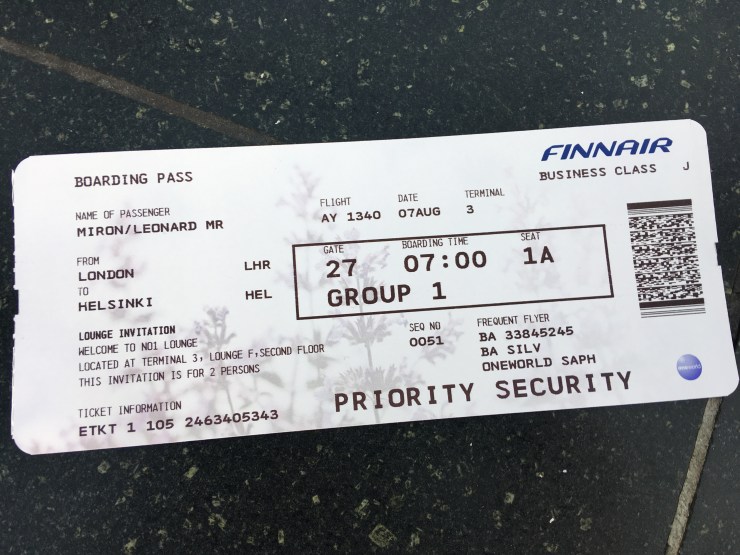 FINNAIR
BOARDING PASS
BUSINESS CLASS J
NAME OF PASSENGER
MIRON/LEONARD MR
FLIGHT DATE TERMINAL
AY 1340 07AUG 3
FROM
LONDON LHR
TO
HELSINKI HEL
GATE BOARDING TIME SEAT
27 07:00 1A
GROUP 1
LOUNGE INVITATION
WELCOME TO NO1 LOUNGE
LOCATED AT TERMINAL 3, LOUNGE F,SECOND FLOOR
THIS INVITATION IS FOR 2 PERSONS
SEQ NO
0051
FREQUENT FLYER
BA 33845245
BA SILV
ONEWORLD SAPH
PRIORITY SECURITY
TICKET INFORMATION
ETKT 1 105 2463405343
oneworld